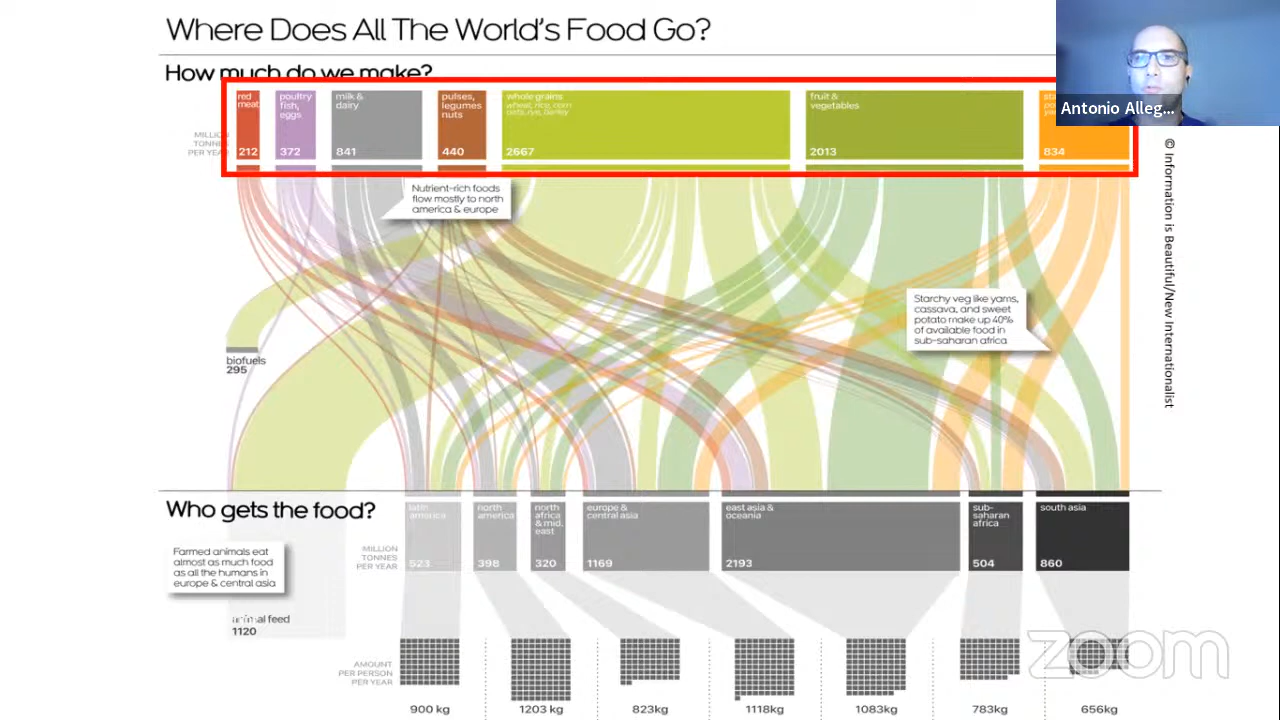 Where Does All The World's Food Go?
Antonio Alleg...
How much do we make?
MILLION
TONNES
PER YEAR
red
meat
212
poultry
fish,
eggs
372
milk &
dairy
841
pulses,
legumes
nuts
440
whole grains
wheat, rice, corn
oats, rye, barley
2667
fruit &
vegetables
2013
834
© Information is Beautiful/New Internationalist
Nutrient-rich foods
flow mostly to north
america & europe
Starchy veg like yams,
cassava, and sweet
potato make up 40%
of available food in
sub-saharan africa
biofuels
295
Who gets the food?
Farmed animals eat
almost as much food
as all the humans in
europe & central asia
animal feed
1120
MILLION
TONNES
PER YEAR
latin
america
523
north
america
398
north
africa
& mid.
east
320
europe &
central asia
1169
east asia &
oceania
2193
sub-
saharan
africa
504
south asia
860
AMOUNT
PER PERSON
PER YEAR
900 kg
1203 kg
823kg
1118kg
1083kg
783kg
656kg
zoom